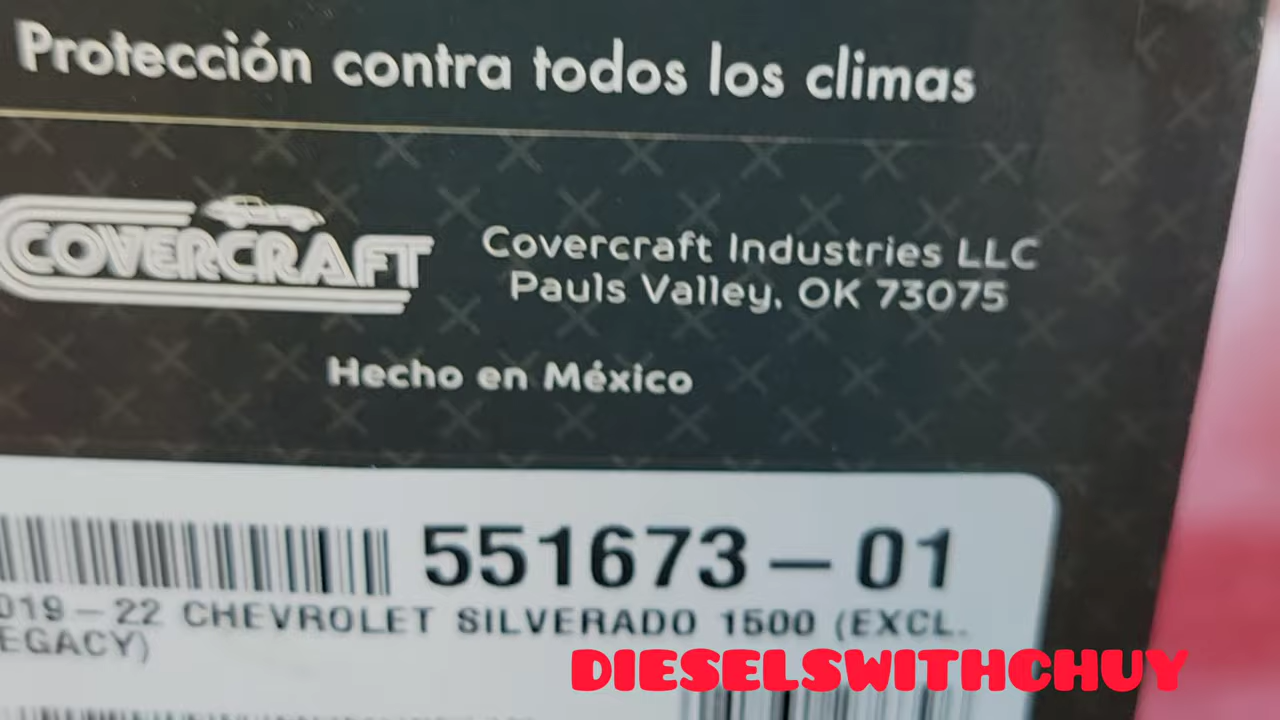 Protección contra todos los climas
COVERCRAFT
Covercraft Industries LLC
Pauls Valley, OK 73075
Hecho en México
551673-01
019-22 CHEVROLET SILVERADO 1500 (EXCL.
EGACY)
DIESELSWITHCHUY